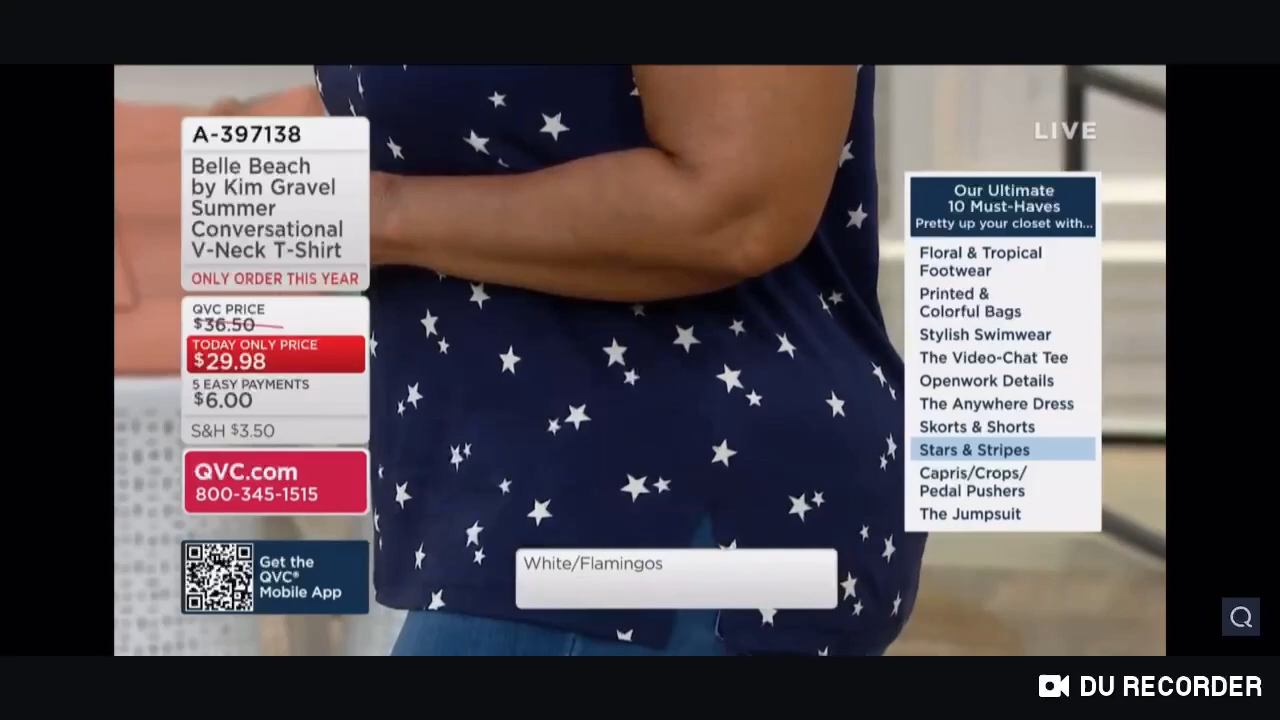 A-397138
Belle Beach
by Kim Gravel
Summer
Conversational
V-Neck T-Shirt
ONLY ORDER THIS YEAR
QVC PRICE
$36.50
TODAY ONLY PRICE
$29.98
5 EASY PAYMENTS
$6.00
S&H $3.50
QVC.com
800-345-1515
Get the
QVC®
Mobile App
White/Flamingos
LIVE
Our Ultimate
10 Must-Haves
Pretty up your closet with...
Floral & Tropical
Footwear
Printed &
Colorful Bags
Stylish Swimwear
The Video-Chat Tee
Openwork Details
The Anywhere Dress
Skorts & Shorts
Stars & Stripes
Capris/Crops/
Pedal Pushers
The Jumpsuit
Q
DU RECORDER